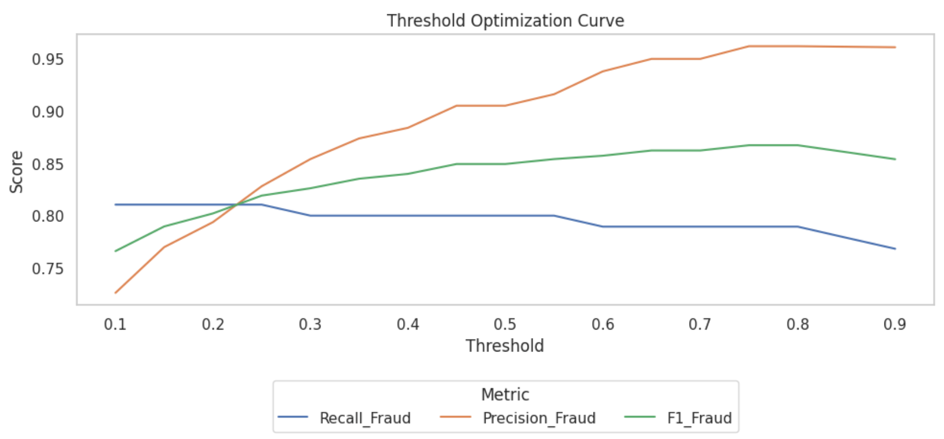 Threshold Optimization Curve
0.95
0.90
0.85
0.80
0.75
Score
0.1 0.2 0.3 0.4 0.5 0.6 0.7 0.8 0.9
Threshold
Metric
Recall_Fraud Precision_Fraud F1_Fraud